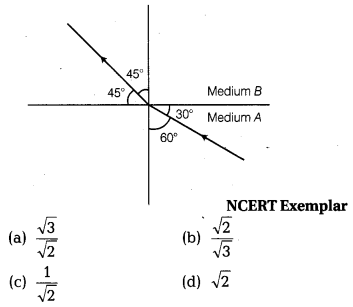 45°
45°
Medium B
30°
Medium A
60°
NCERT Exemplar
(a) √3/√2
(b) √2/√3
(c) 1/√2
(d) √2